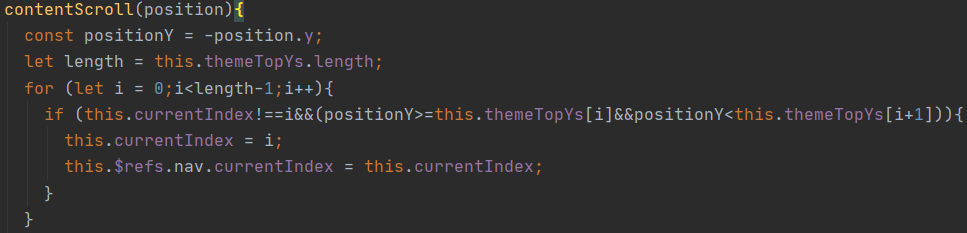 contentScroll(position){
const positionY = -position.y;
let length = this.themeTopYs.length;
for (let i = 0;i<length-1;i++){
if (this.currentIndex!==i&&(positionY>=this.themeTopYs[i]&&positionY<this.themeTopYs[i+1])){
this.currentIndex = i;
this.$refs.nav.currentIndex = this.currentIndex;
}
}